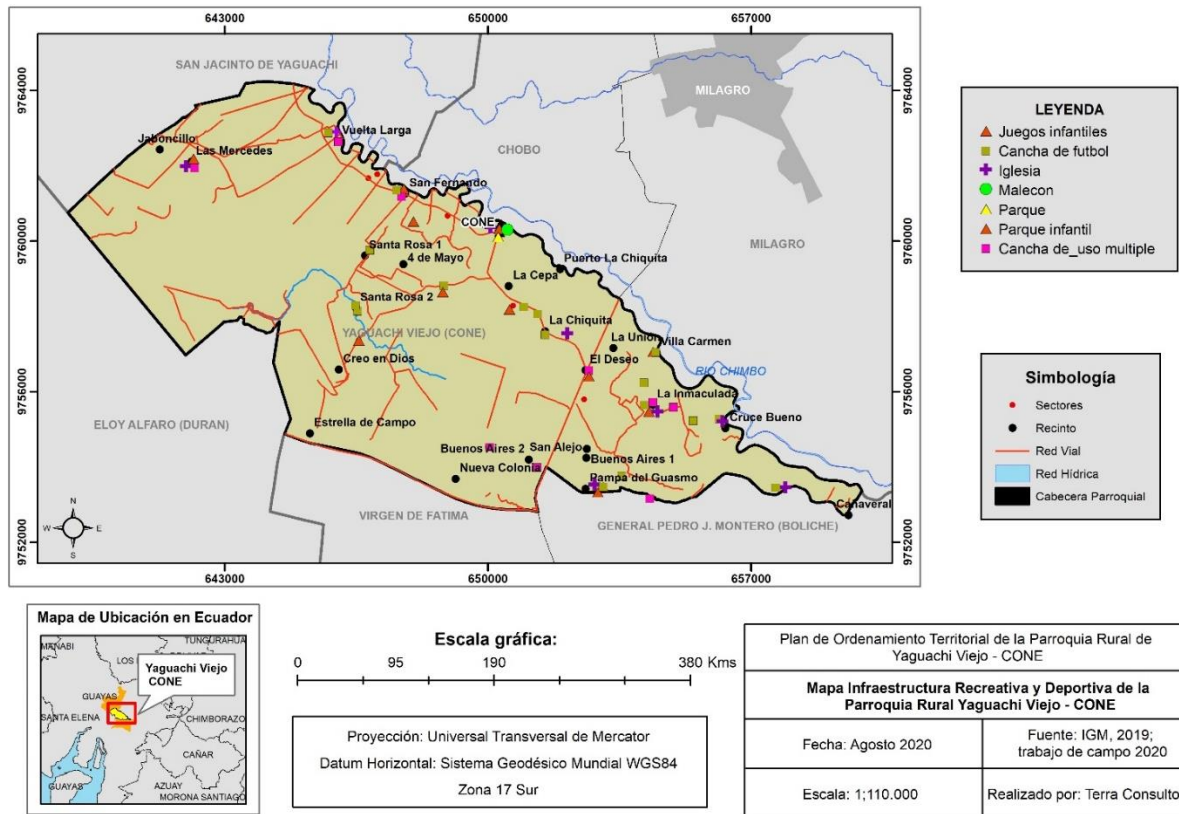 643000
650000
657000
9764000
9760000
9756000
9752000
9764000
9760000
9756000
9752000
643000
650000
657000
SAN JACINTO DE YAGUACHI
MILAGRO
CHOBO
Jaboncillo
Las Mercedes
Vuelta Larga
San Fernando
CONE
MILAGRO
Santa Rosa 1
4 de Mayo
Puerto La Chiquita
La Cepa
Santa Rosa 2
La Chiquita
YAGUACHI VIEJO (CONE)
La Union
Villa Carmen
Creo en Dios
El Deseo
RIO CHIMBO
La Inmaculada
Cruce Bueno
ELOY ALFARO (DURAN)
Estrella de Campo
Buenos Aires 2
San Alejo
Buenos Aires 1
Nueva Colonia
Pampa del Guasmo
Cañaveral
VIRGEN DE FATIMA
GENERAL PEDRO J. MONTERO (BOLICHE)
N
W
E
S
LEYENDA
Juegos infantiles
Cancha de futbol
Iglesia
Malecon
Parque
Parque infantil
Cancha de_uso multiple
Simbología
Sectores
Recinto
Red Vial
Red Hídrica
Cabecera Parroquial
Mapa de Ubicación en Ecuador
MANABI
TUNGURAHUA
LOS
Yaguachi Viejo
CONE
GUAYAS
SANTA ELENA
CHIMBORAZO
CAÑAR
GUAYAS
AZUAY
MORONA SANTIAGO
Escala gráfica:
0 95 190 380 Kms
Proyección: Universal Transversal de Mercator
Datum Horizontal: Sistema Geodésico Mundial WGS84
Zona 17 Sur
Plan de Ordenamiento Territorial de la Parroquia Rural de
Yaguachi Viejo - CONE
Mapa Infraestructura Recreativa y Deportiva de la
Parroquia Rural Yaguachi Viejo - CONE
Fecha: Agosto 2020
Fuente: IGM, 2019;
trabajo de campo 2020
Escala: 1;110.000
Realizado por: Terra Consulto